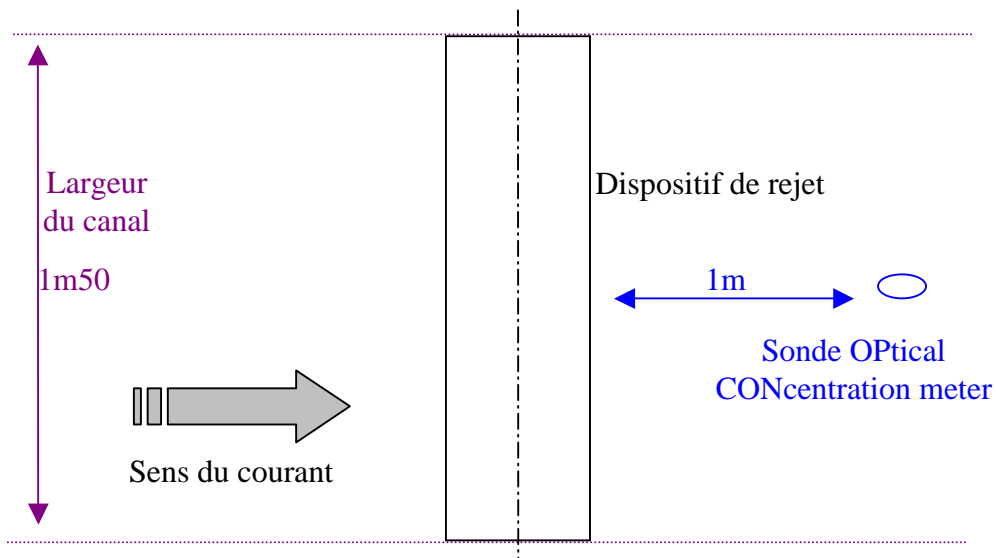 Largeur
du canal
1m50
Dispositif de rejet
1m
Sonde OPtical
CONcentration meter
Sens du courant